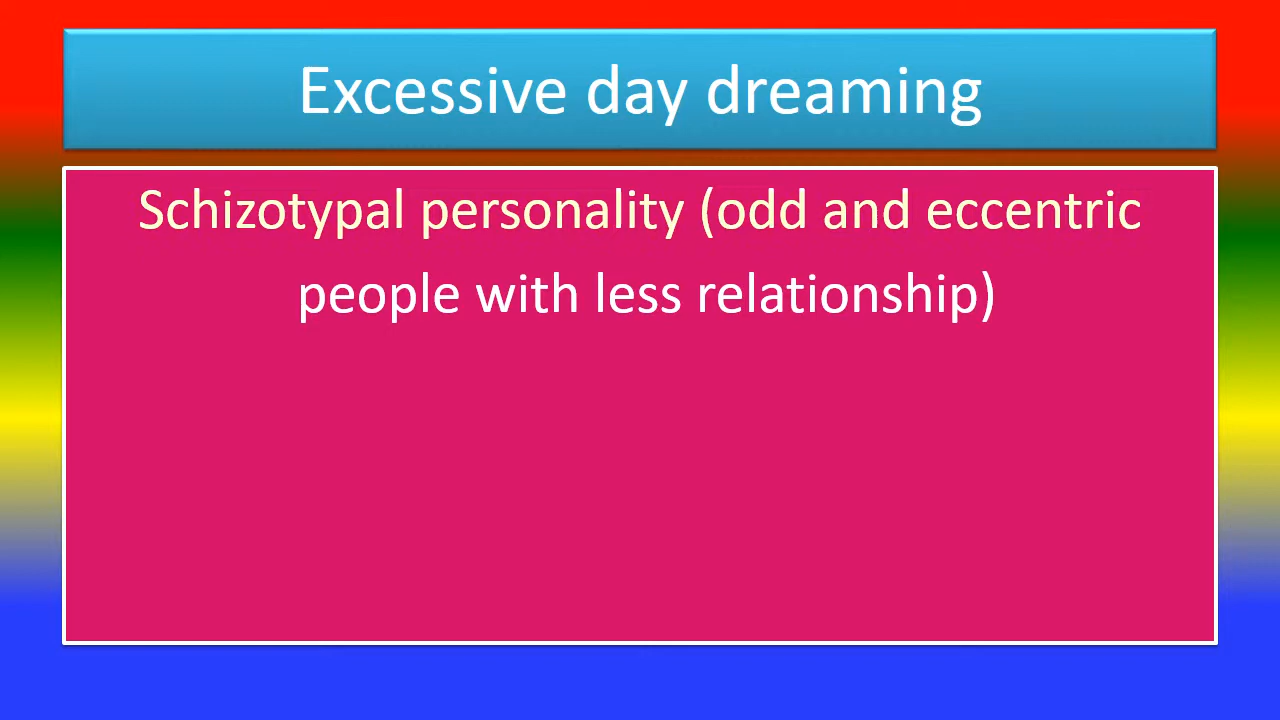 Excessive day dreaming
Schizotypal personality (odd and eccentric
people with less relationship)